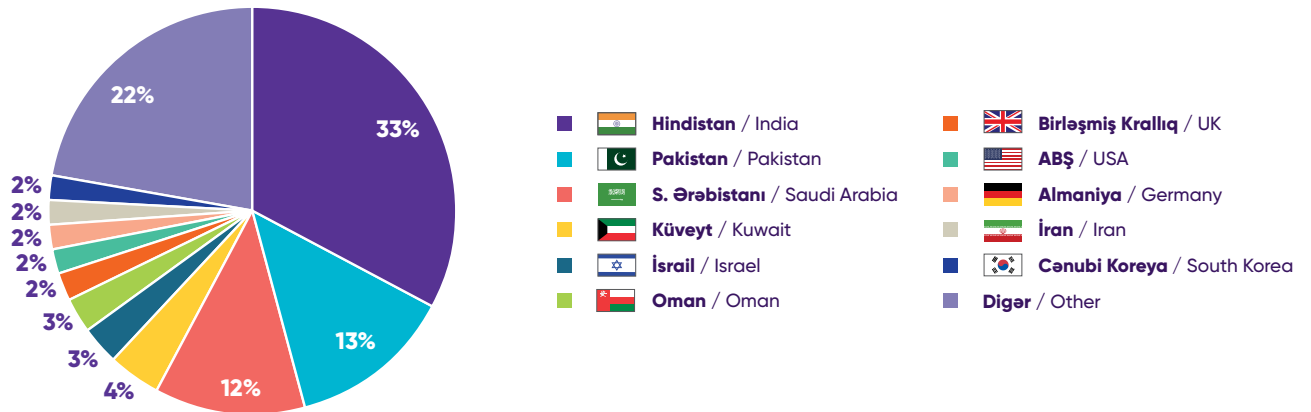 22%
33%
2%
2%
2%
2%
2%
3%
3%
4%
12%
13%
Hindistan / India
Pakistan / Pakistan
S. Ərəbistanı / Saudi Arabia
Küveyt / Kuwait
İsrail / Israel
Oman / Oman
Birləşmiş Krallıq / UK
ABŞ / USA
Almaniya / Germany
İran / Iran
Cənubi Koreya / South Korea
Digər / Other